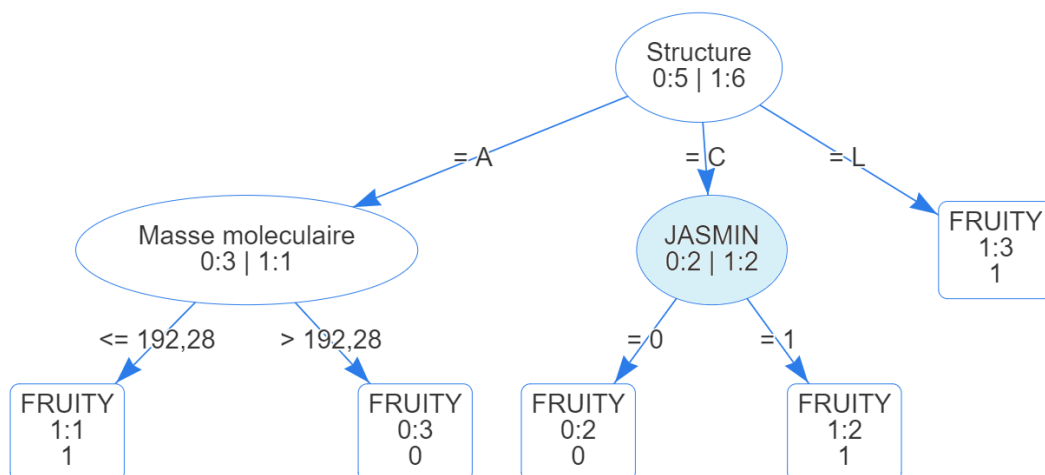 Structure
0:5 | 1:6
= A
= C
= L
Masse moleculaire
0:3 | 1:1
JASMIN
0:2 | 1:2
FRUITY
1:3
1
<= 192,28
> 192,28
= 0
= 1
FRUITY
1:1
1
FRUITY
0:3
0
FRUITY
0:2
0
FRUITY
1:2
1